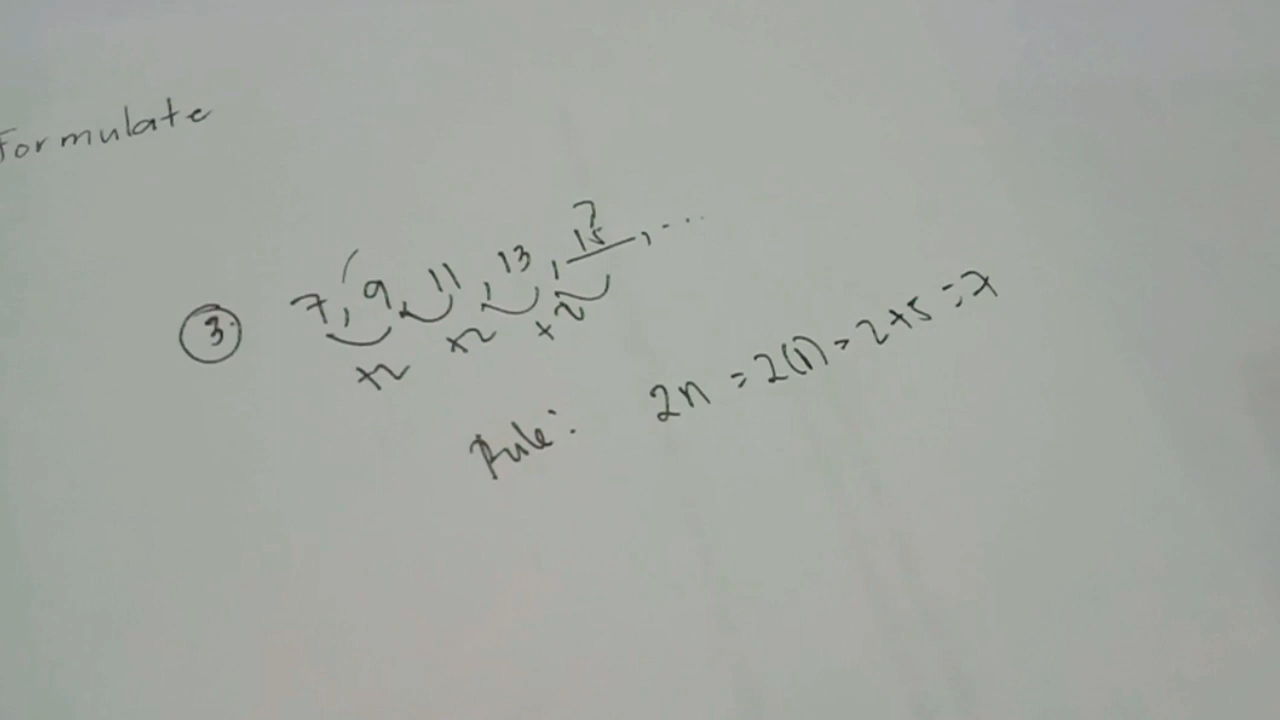 Formulate
?
③ 7, 9, 11, 13, 15, ...
+2 +2 +2
Rule: 2n = 2(1) = 2+5 = 7